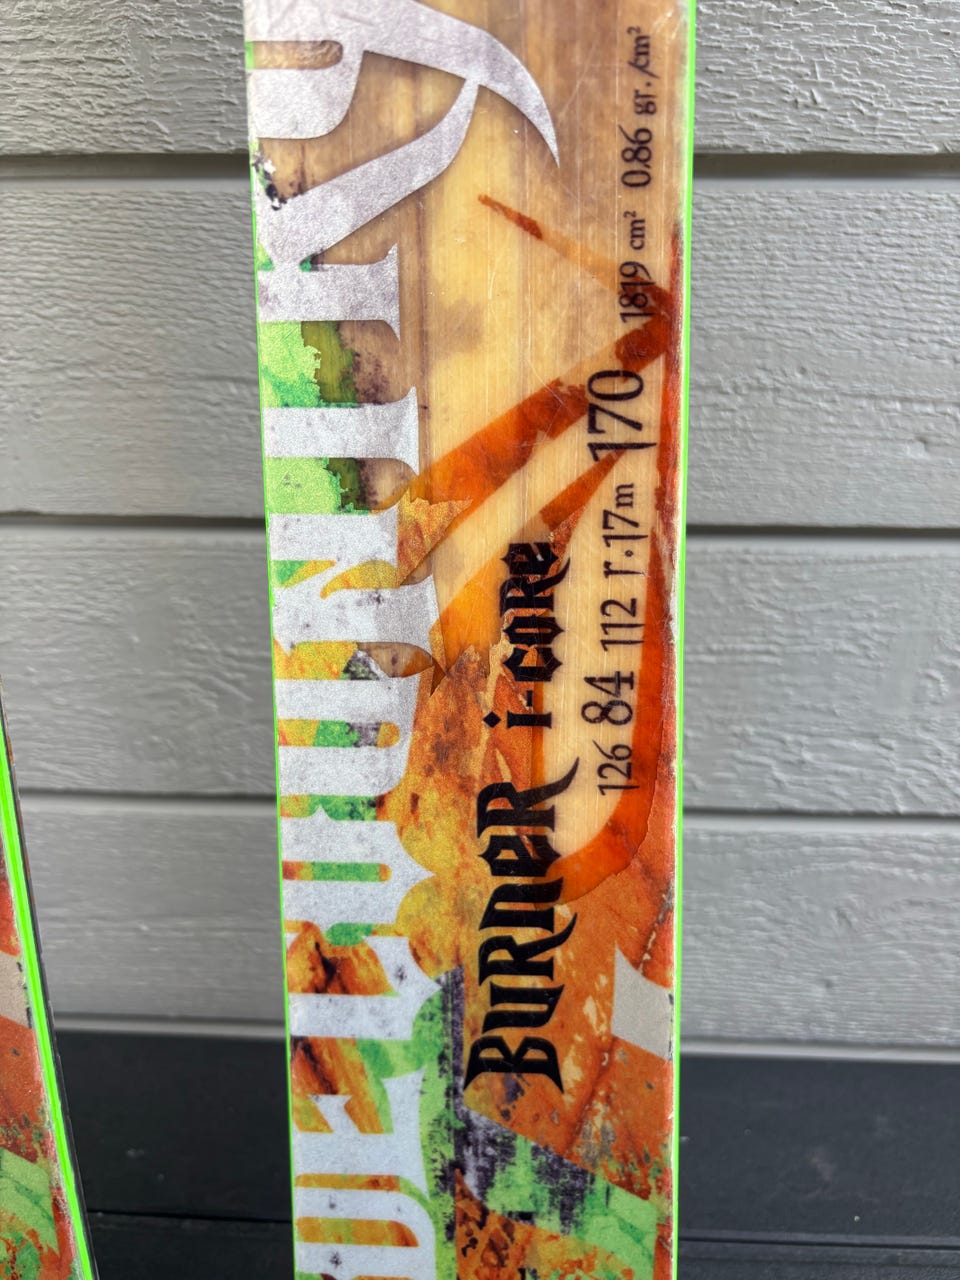 BURNeR i-CORe
126 84 112 r.17m 170 1819 cm² 0.86 gr./cm²